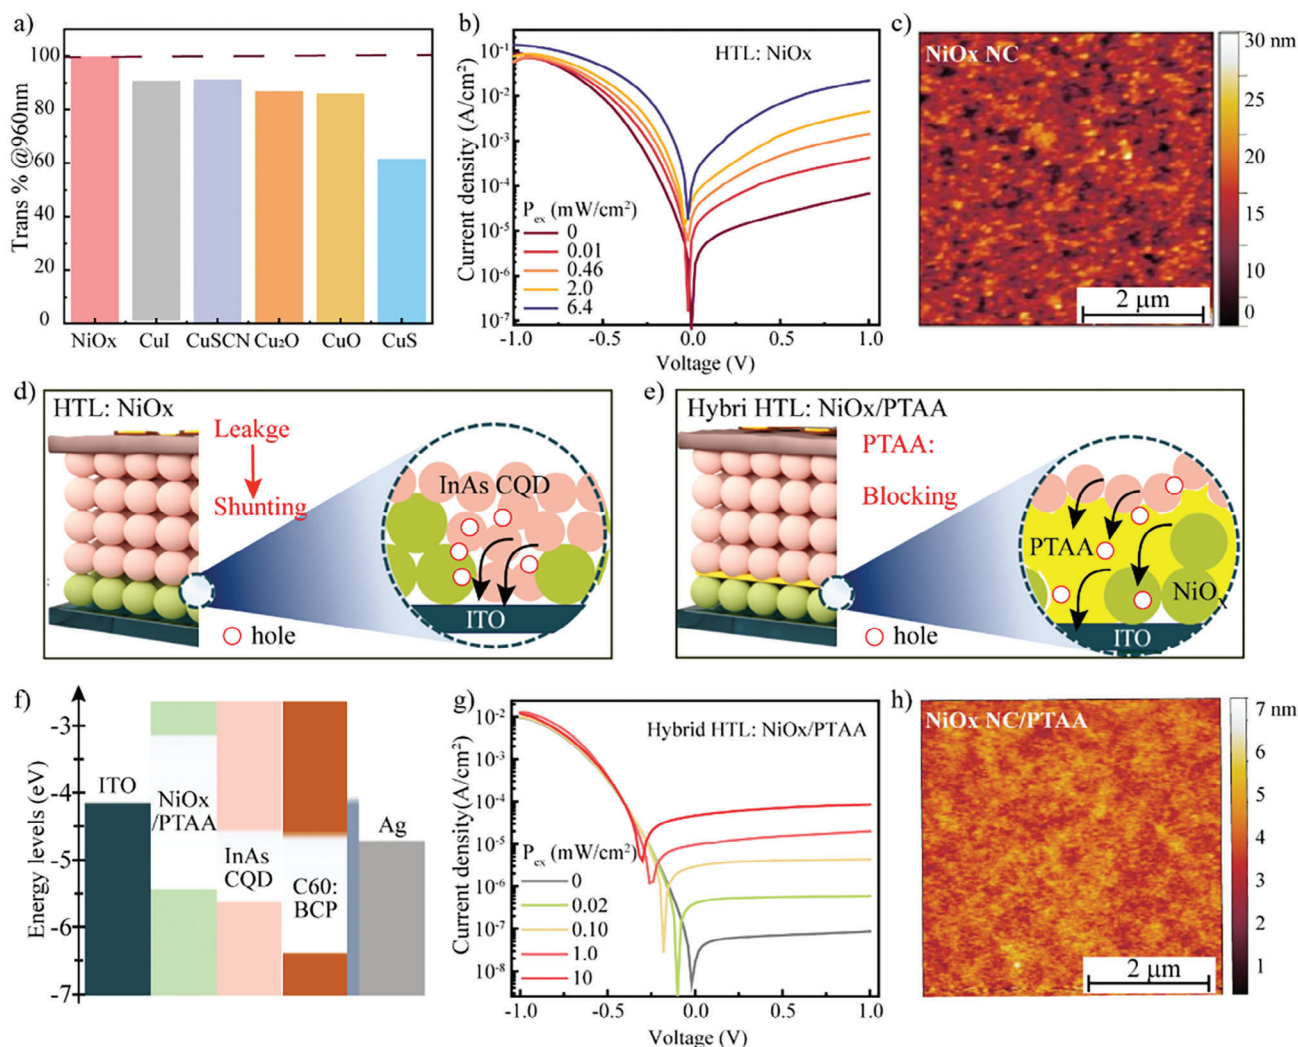 a)
Trans % @960nm
100
80
60
40
20
0
NiOx CuI CuSCN Cu₂O CuO CuS
b)
HTL: NiOx
Current density (A/cm²)
10⁻¹
10⁻²
10⁻³
10⁻⁴
10⁻⁵
10⁻⁶
10⁻⁷
P_ex (mW/cm²)
0
0.01
0.46
2.0
6.4
-1.0 -0.5 0.0 0.5 1.0
Voltage (V)
c)
NiOx NC
2 μm
30 nm
25
20
15
10
0
d)
HTL: NiOx
Leakge
Shunting
InAs CQD
ITO
hole
e)
Hybri HTL: NiOx/PTAA
PTAA:
Blocking
PTAA
NiOx
ITO
hole
f)
Energy levels (eV)
-3
-4
-5
-6
-7
ITO
NiOx
/PTAA
InAs
CQD
C60:
BCP
Ag
g)
Hybrid HTL: NiOx/PTAA
Current density(A/cm²)
10⁻²
10⁻³
10⁻⁴
10⁻⁵
10⁻⁶
10⁻⁷
10⁻⁸
P_ex (mW/cm²)
0
0.02
0.10
1.0
10
-1.0 -0.5 0.0 0.5 1.0
Voltage (V)
h)
NiOx NC/PTAA
2 μm
7 nm
6
5
4
3
2
1